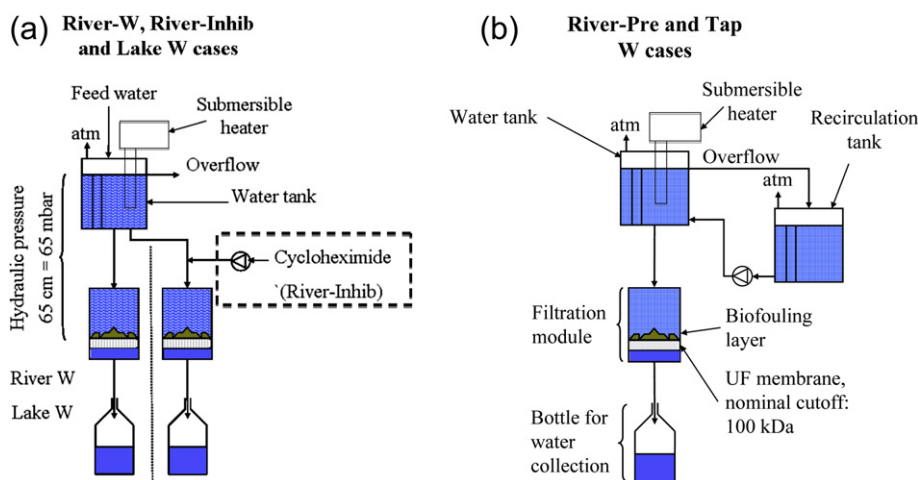 (a)
River-W, River-Inhib
and Lake W cases
Feed water
Submersible
heater
atm
Overflow
Water tank
Hydraulic pressure
65 cm = 65 mbar
Cycloheximide
`(River-Inhib)
River W
Lake W
(b)
River-Pre and Tap
W cases
Submersible
heater
Water tank
Recirculation
tank
atm
Overflow
atm
Filtration
module
Biofouling
layer
UF membrane,
nominal cutoff:
100 kDa
Bottle for
water
collection